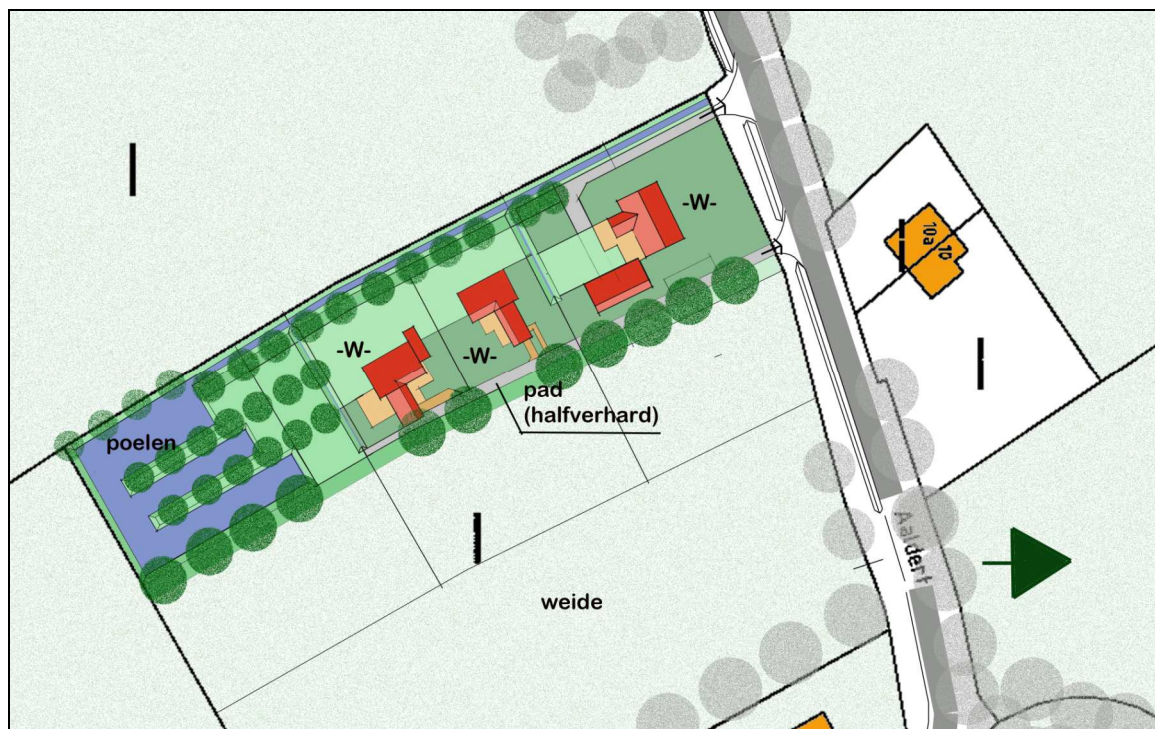 -W-
10a
10
-W-
-W-
pad
(halfverhard)
poelen
Aaldert
weide